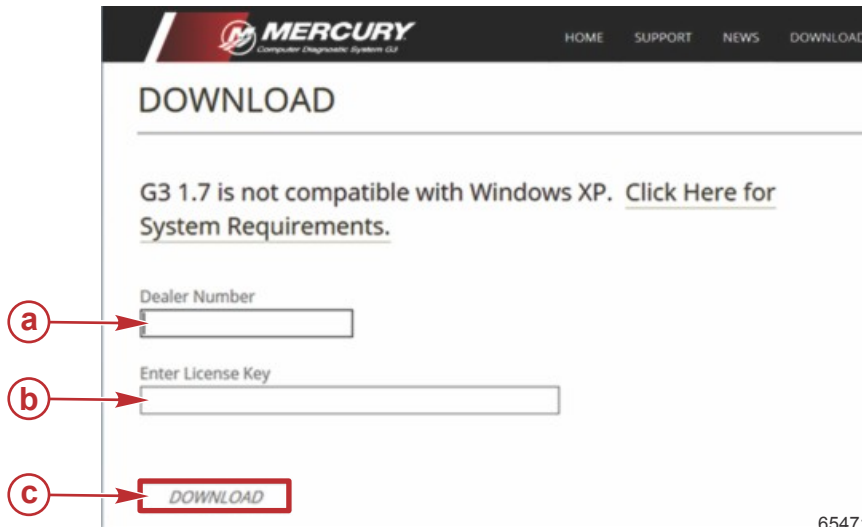 MERCURY
Computer Diagnostic System G3
HOME SUPPORT NEWS DOWNLOAD
DOWNLOAD
G3 1.7 is not compatible with Windows XP. Click Here for
System Requirements.
Dealer Number
a
Enter License Key
b
c DOWNLOAD
6547